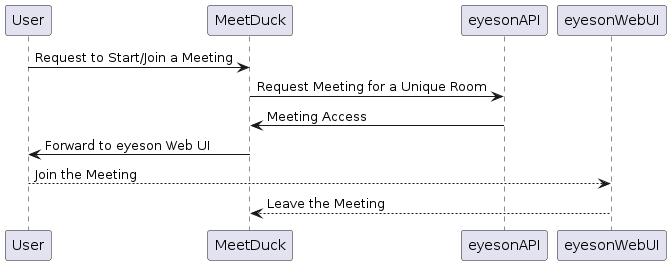 User MeetDuck eyesonAPI eyesonWebUI
Request to Start/Join a Meeting
Request Meeting for a Unique Room
Meeting Access
Forward to eyeson Web UI
Join the Meeting
Leave the Meeting
User MeetDuck eyesonAPI eyesonWebUI